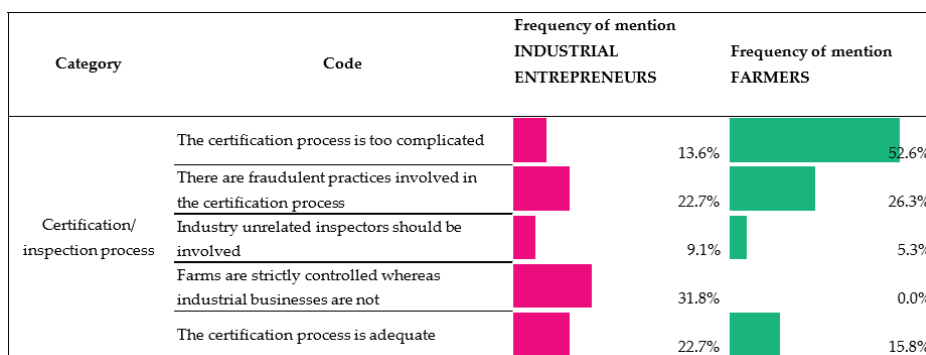 Category
Code
Frequency of mention
INDUSTRIAL
ENTREPRENEURS
Frequency of mention
FARMERS
Certification/
inspection process
The certification process is too complicated
13.6%
52.6%
There are fraudulent practices involved in
the certification process
22.7%
26.3%
Industry unrelated inspectors should be
involved
9.1%
5.3%
Farms are strictly controlled whereas
industrial businesses are not
31.8%
0.0%
The certification process is adequate
22.7%
15.8%